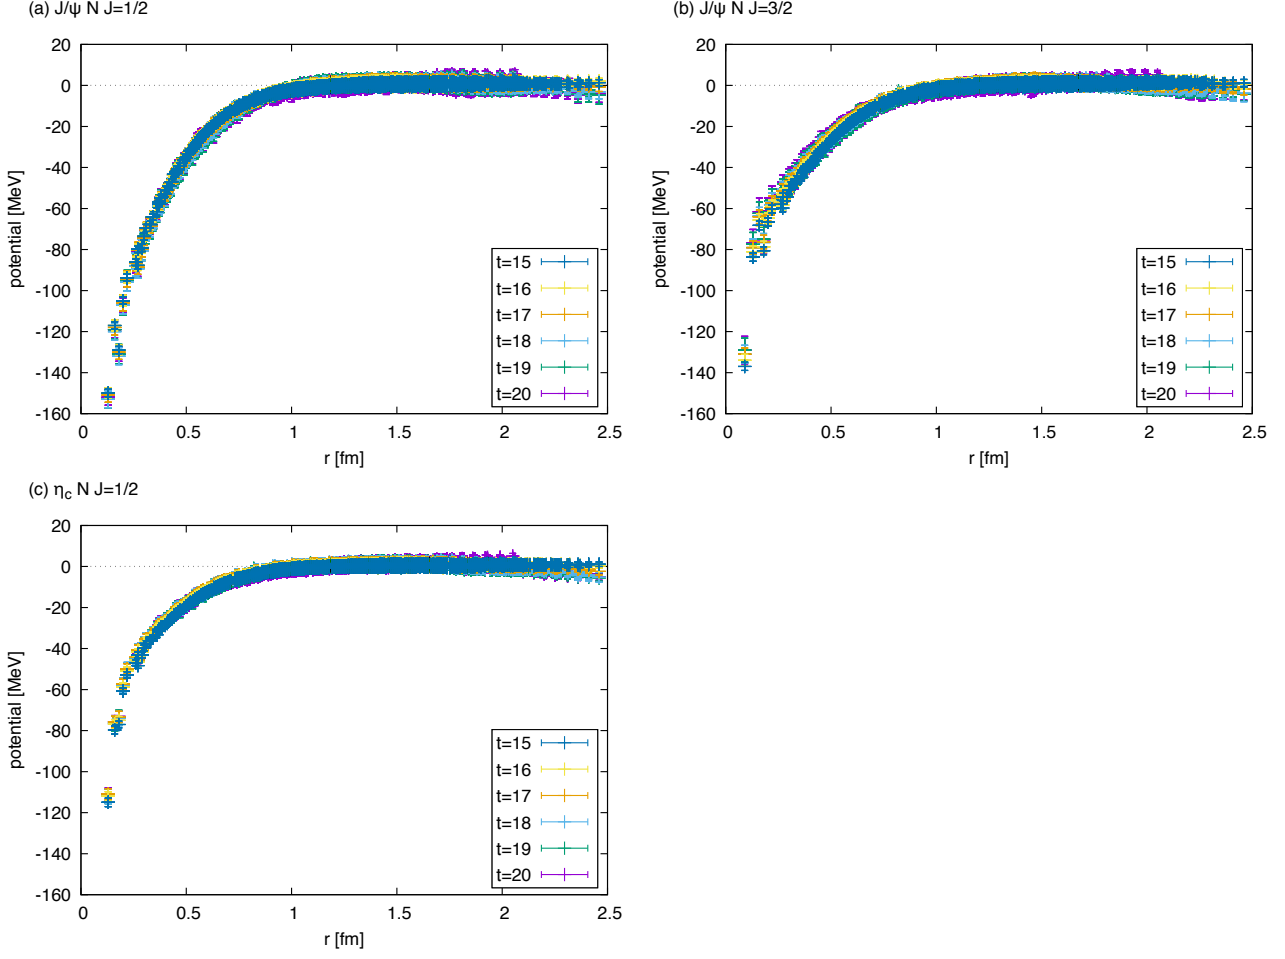 (a) J/ψ N J=1/2
20
0
-20
-40
-60
-80
-100
-120
-140
-160
potential [MeV]
t=15
t=16
t=17
t=18
t=19
t=20
0 0.5 1 1.5 2 2.5
r [fm]
(b) J/ψ N J=3/2
20
0
-20
-40
-60
-80
-100
-120
-140
-160
potential [MeV]
t=15
t=16
t=17
t=18
t=19
t=20
0 0.5 1 1.5 2 2.5
r [fm]
(c) ηc N J=1/2
20
0
-20
-40
-60
-80
-100
-120
-140
-160
potential [MeV]
t=15
t=16
t=17
t=18
t=19
t=20
0 0.5 1 1.5 2 2.5
r [fm]